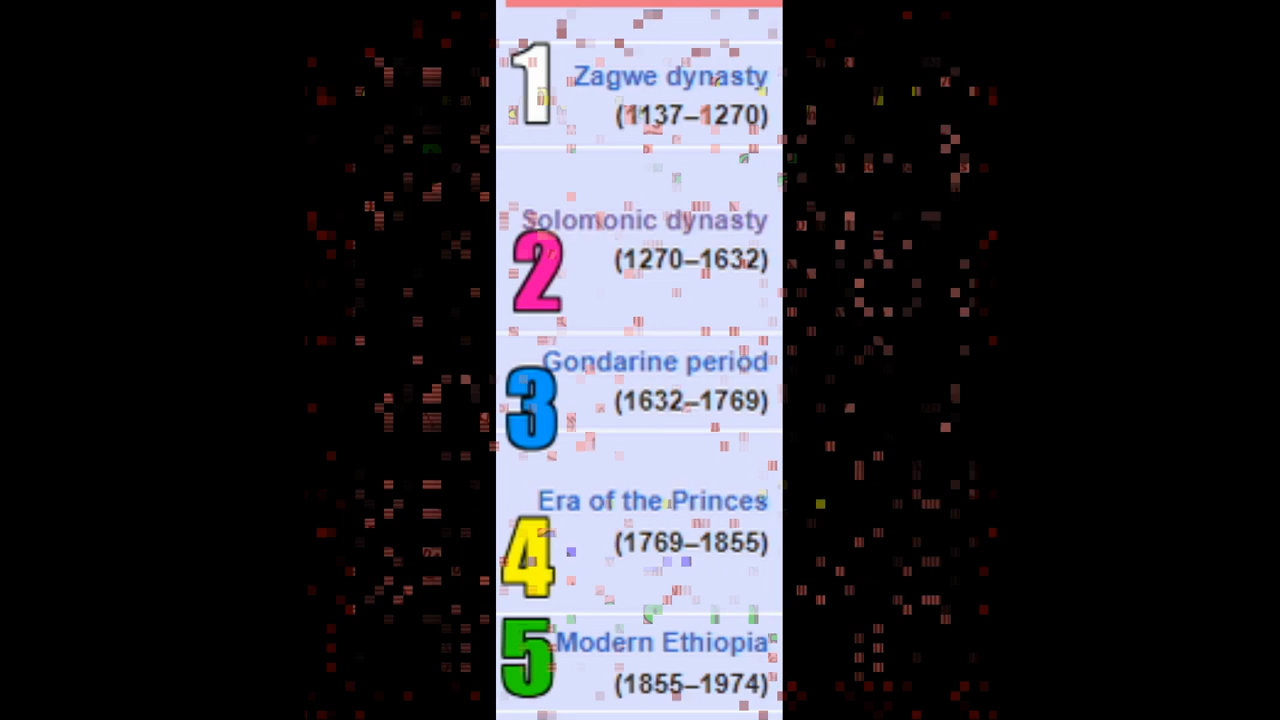 1
Zagwe dynasty
(1137–1270)
Solomonic dynasty
2
(1270–1632)
Gondarine period
3
(1632–1769)
Era of the Princes
4
(1769–1855)
5
Modern Ethiopia
(1855–1974)